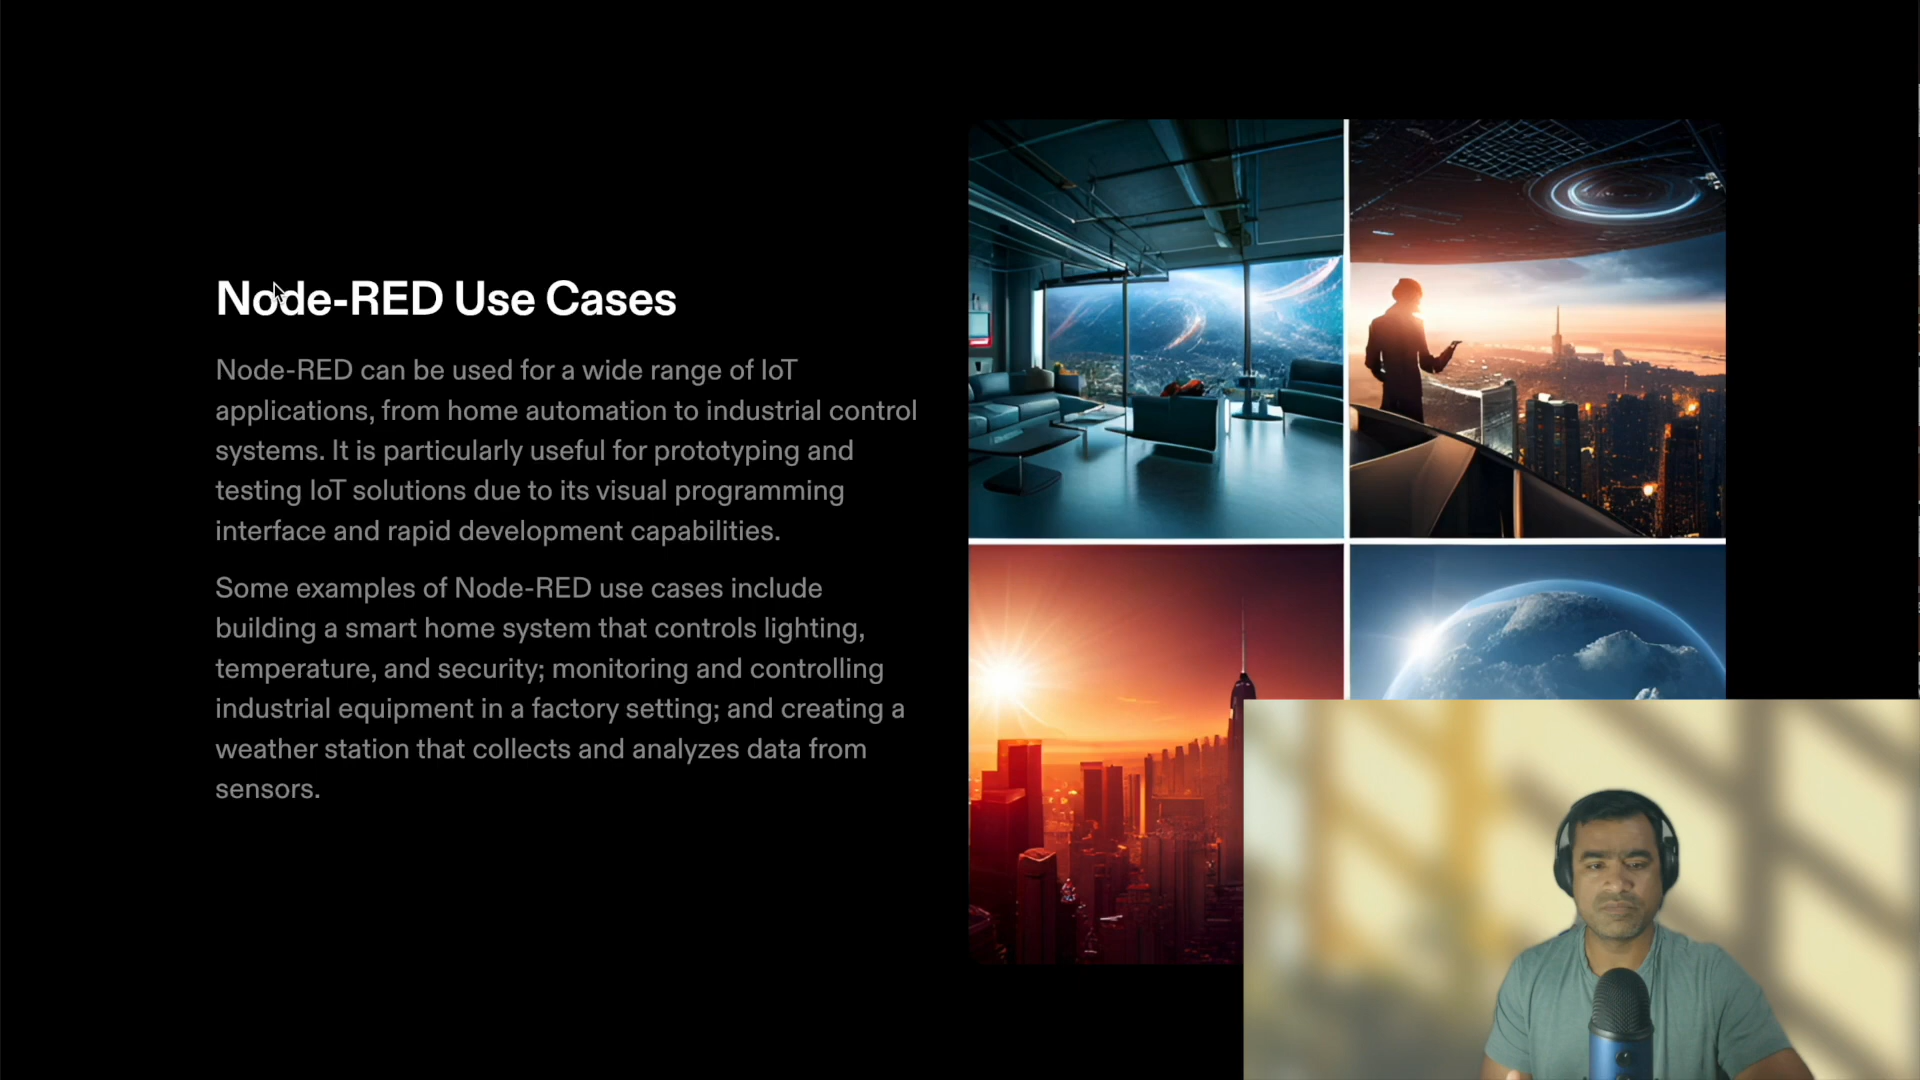 Node-RED Use Cases
Node-RED can be used for a wide range of IoT
applications, from home automation to industrial control
systems. It is particularly useful for prototyping and
testing IoT solutions due to its visual programming
interface and rapid development capabilities.
Some examples of Node-RED use cases include
building a smart home system that controls lighting,
temperature, and security; monitoring and controlling
industrial equipment in a factory setting; and creating a
weather station that collects and analyzes data from
sensors.